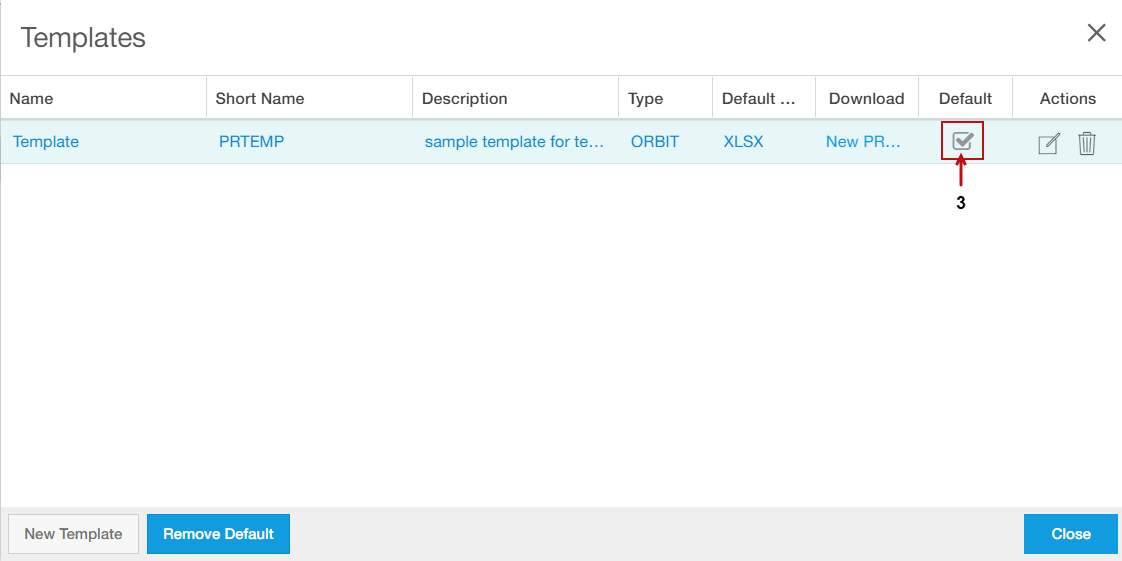 Templates
Name Short Name Description Type Default ... Download Default Actions
Template PRTEMP sample template for te... ORBIT XLSX New PR...
3
New Template Remove Default Close